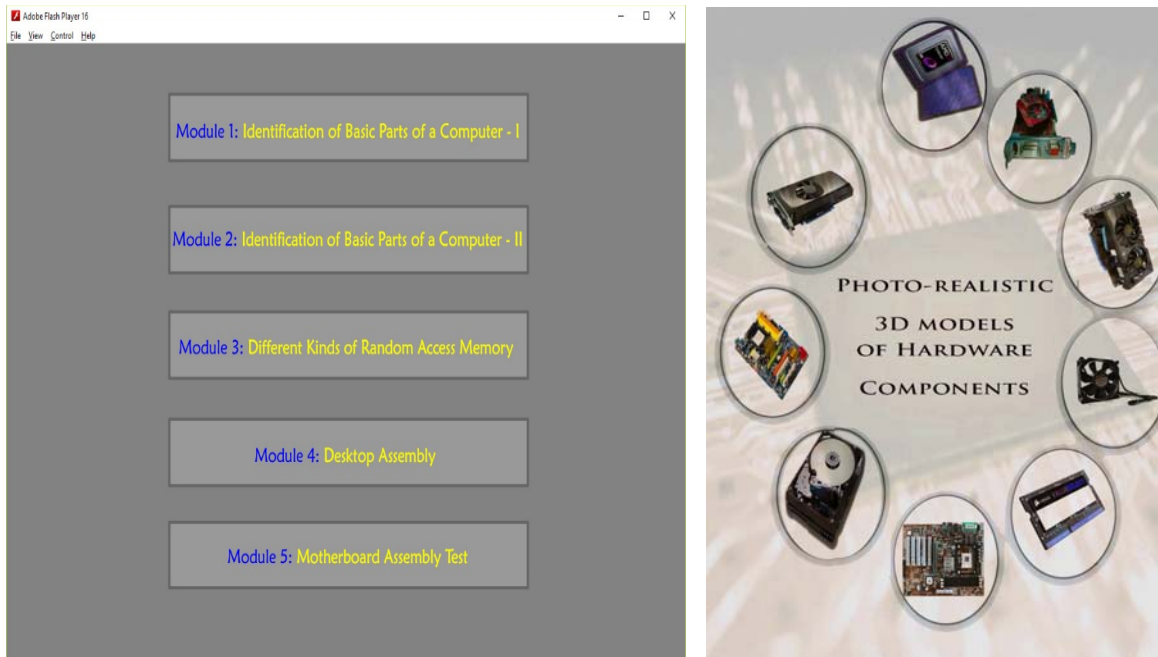 Adobe Flash Player 16
File View Control Help
Module 1: Identification of Basic Parts of a Computer - I
Module 2: Identification of Basic Parts of a Computer - II
Module 3: Different Kinds of Random Access Memory
Module 4: Desktop Assembly
Module 5: Motherboard Assembly Test
Photo-realistic
3D models
of Hardware
Components